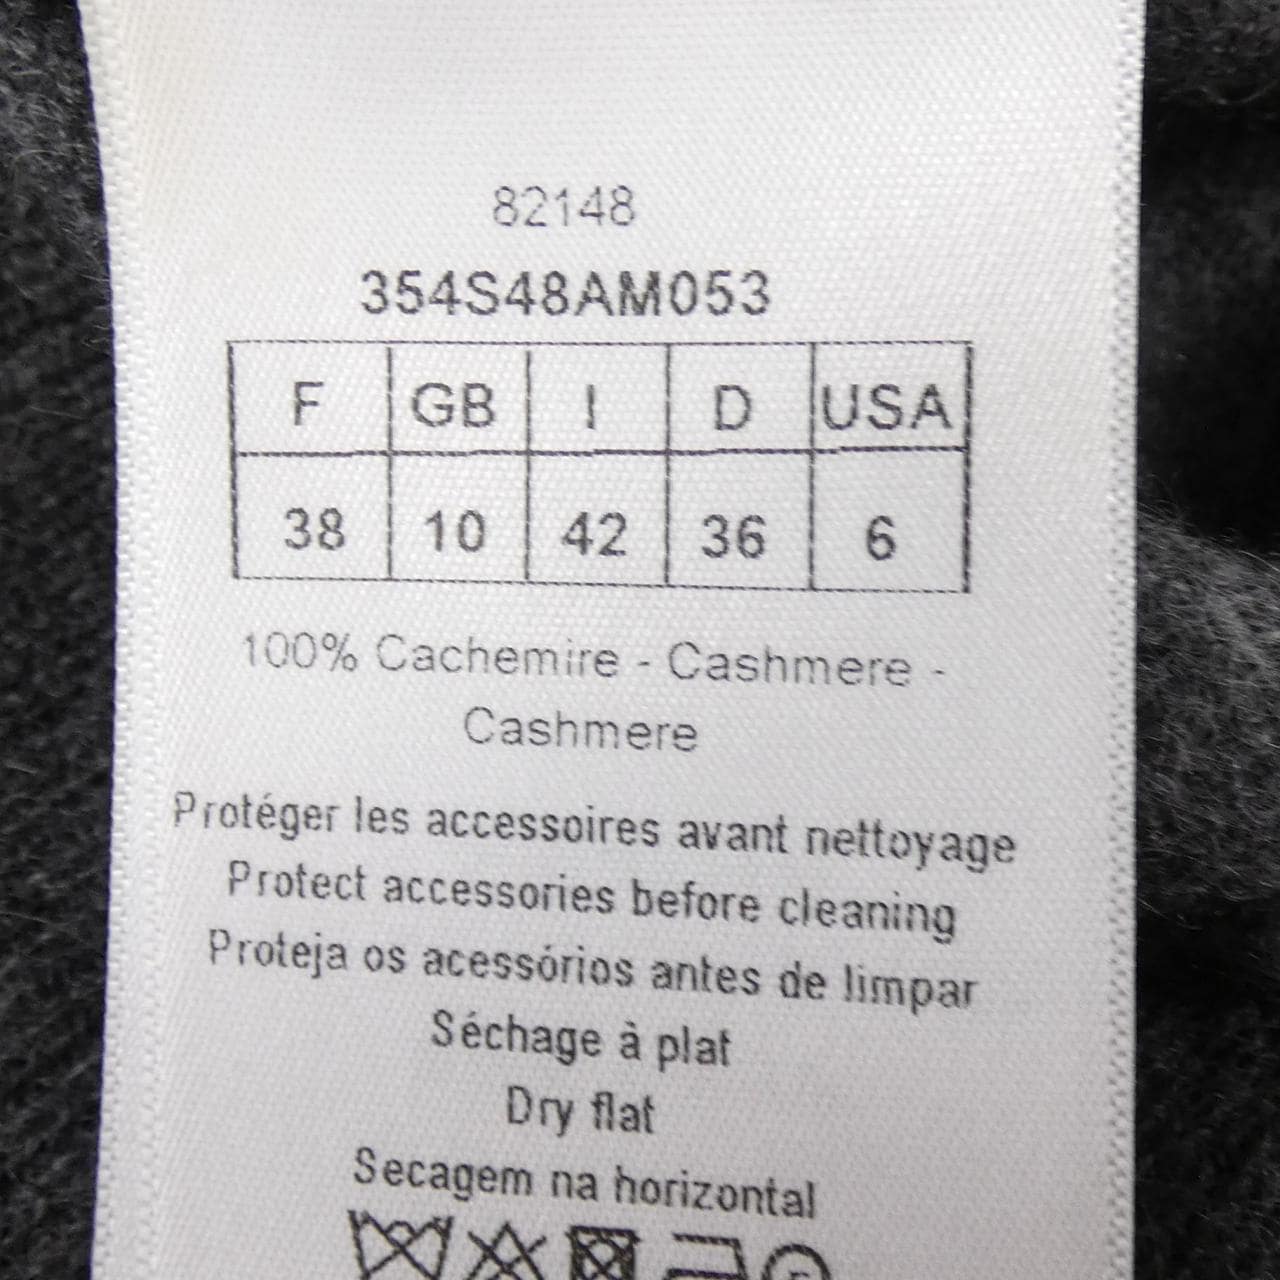 82148
354S48AM053
F GB I D USA
38 10 42 36 6
100% Cachemire - Cashmere -
Cashmere
Protéger les accessoires avant nettoyage
Protect accessories before cleaning
Proteja os acessórios antes de limpar
Séchage à plat
Dry flat
Secagem na horizontal